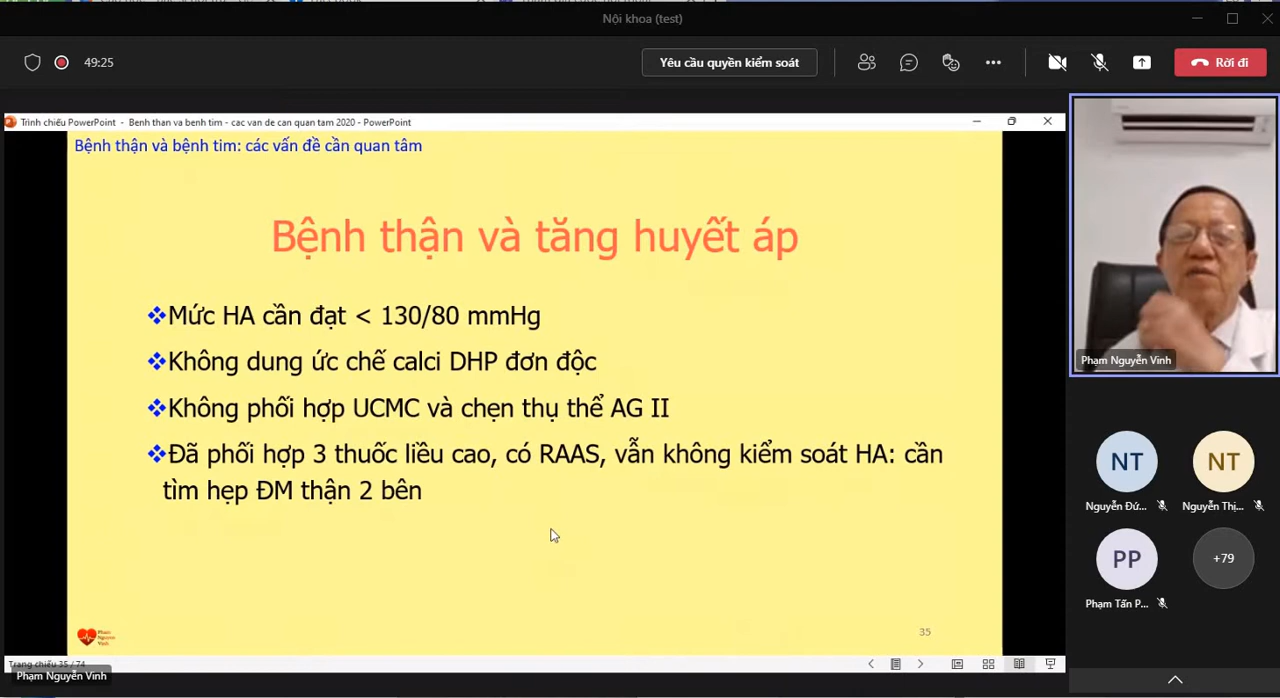 Nội khoa (test)
49:25
Yêu cầu quyền kiểm soát
Rời đi
Trình chiếu PowerPoint - Benh than va benh tim - cac van de can quan tam 2020 - PowerPoint
Bệnh thận và bệnh tim: các vấn đề cần quan tâm
Bệnh thận và tăng huyết áp
Mức HA cần đạt < 130/80 mmHg
Không dung ức chế calci DHP đơn độc
Không phối hợp UCMC và chẹn thụ thể AG II
Đã phối hợp 3 thuốc liều cao, có RAAS, vẫn không kiểm soát HA: cần
tìm hẹp ĐM thận 2 bên
Phạm
Nguyễn
Vinh
35
Trang chiếu 35 / 74
Phạm Nguyễn Vinh
Phạm Nguyễn Vinh
NT
NT
Nguyễn Đứ...
Nguyễn Thị...
PP
+79
Phạm Tấn P...